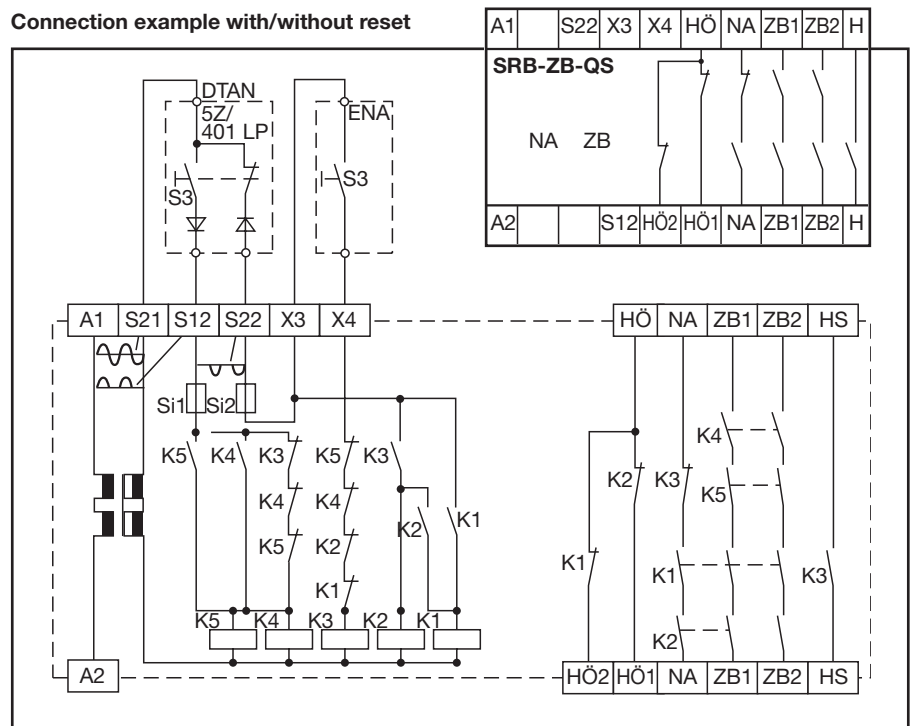 Connection example with/without reset
A1 S22 X3 X4 HÖ NA ZB1 ZB2 H
SRB-ZB-QS
NA ZB
A2 S12 HÖ2 HÖ1 NA ZB1 ZB2 H
DTAN
5Z/
401 LP
S3
ENA
S3
A1 S21 S12 S22 X3 X4
HÖ NA ZB1 ZB2 HS
Si1 Si2
K5 K4 K3 K5 K3
K4 K4
K5 K2
K1
K2 K1
K5 K4 K3 K2 K1
K4
K2 K3 K5
K1 K1 K3
K2
A2
HÖ2 HÖ1 NA ZB1 ZB2 HS